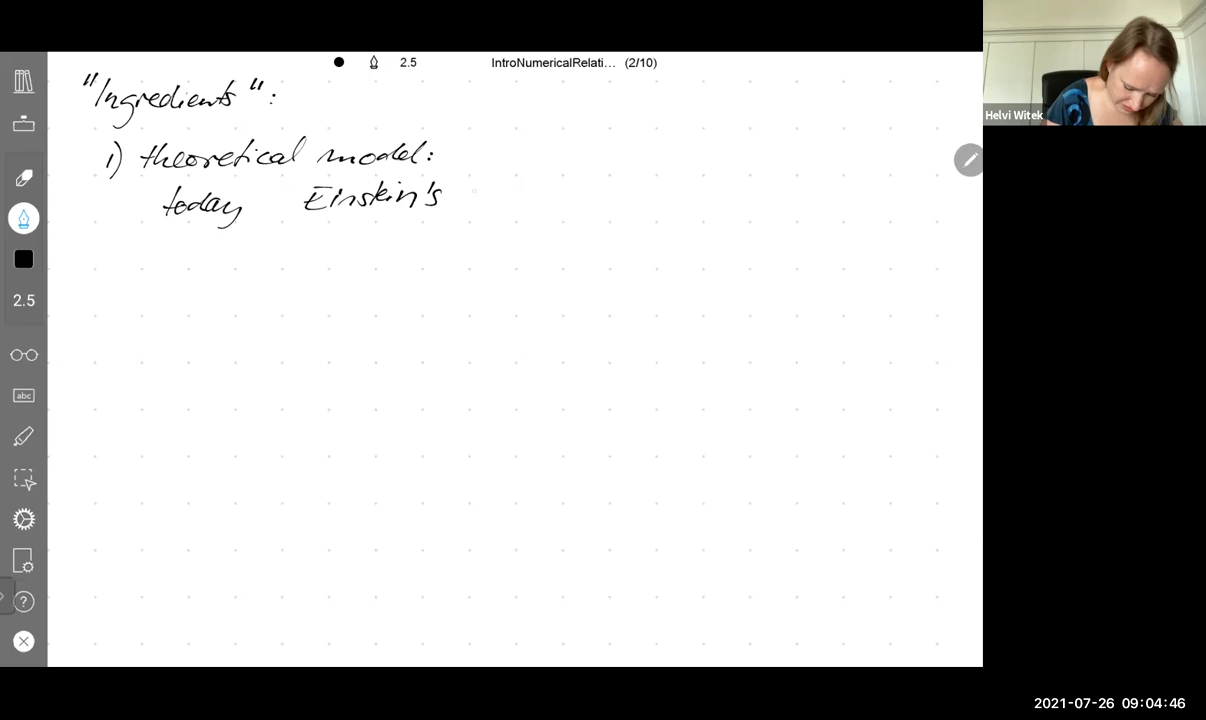 2.5 IntroNumericalRelati… (2/10)
"Ingredients":
1) theoretical model:
today Einstein's
2.5
abc
?
Helvi Witek
2021-07-26 09:04:46